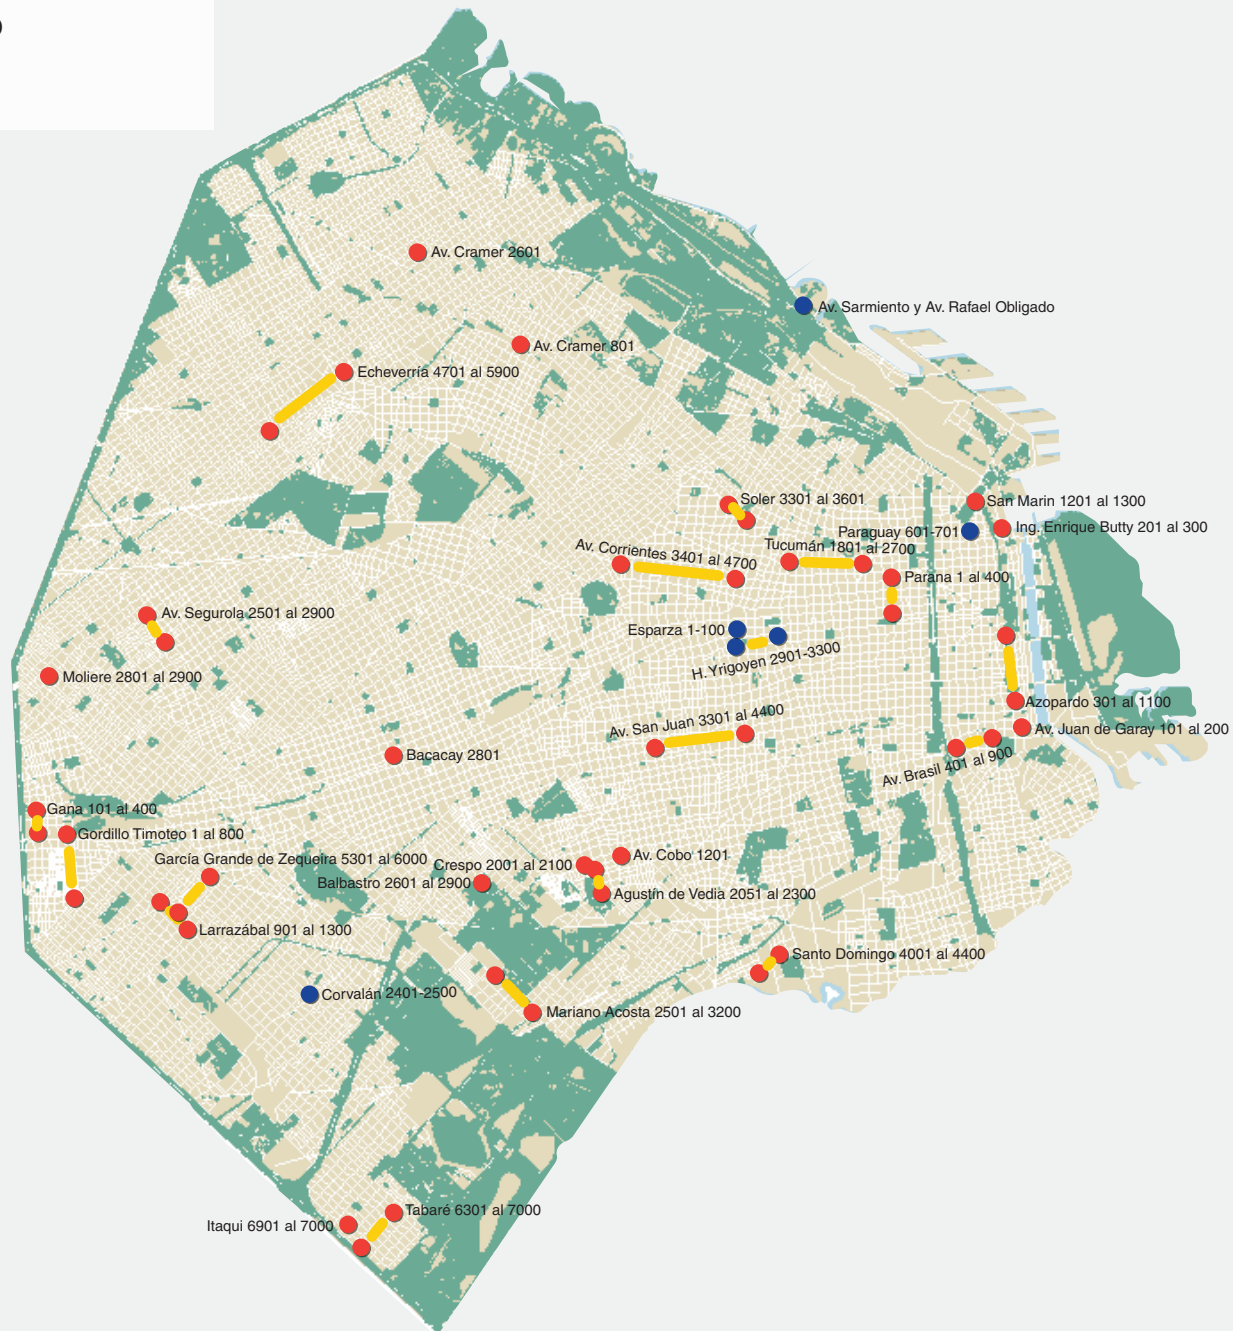 )
Av. Cramer 2601
Av. Sarmiento y Av. Rafael Obligado
Av. Cramer 801
Echeverría 4701 al 5900
Soler 3301 al 3601
San Marin 1201 al 1300
Ing. Enrique Butty 201 al 300
Paraguay 601-701
Tucumán 1801 al 2700
Av. Corrientes 3401 al 4700
Parana 1 al 400
Av. Segurola 2501 al 2900
Esparza 1-100
H. Yrigoyen 2901-3300
Moliere 2801 al 2900
Azopardo 301 al 1100
Av. San Juan 3301 al 4400
Av. Juan de Garay 101 al 200
Av. Brasil 401 al 900
Bacacay 2801
Gana 101 al 400
Gordillo Timoteo 1 al 800
García Grande de Zequeira 5301 al 6000
Av. Cobo 1201
Crespo 2001 al 2100
Balbastro 2601 al 2900
Agustín de Vedia 2051 al 2300
Larrazábal 901 al 1300
Santo Domingo 4001 al 4400
Corvalán 2401-2500
Mariano Acosta 2501 al 3200
Tabaré 6301 al 7000
Itaqui 6901 al 7000